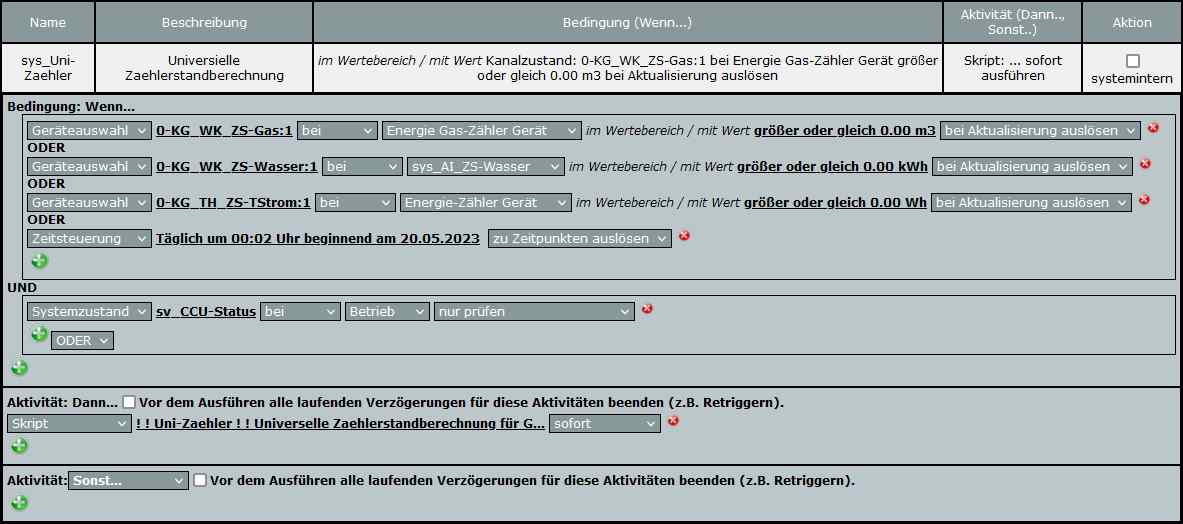 Name Beschreibung Bedingung (Wenn...) Aktivität (Dann.., Sonst..) Aktion
sys_Uni-Zaehler Universielle Zaehlerstandberechnung im Wertebereich / mit Wert Kanalzustand: 0-KG_WK_ZS-Gas:1 bei Energie Gas-Zähler Gerät größer oder gleich 0.00 m3 bei Aktualisierung auslösen Skript: ... sofort ausführen systemintern
Bedingung: Wenn...
Geräteauswahl 0-KG_WK_ZS-Gas:1 bei Energie Gas-Zähler Gerät im Wertebereich / mit Wert größer oder gleich 0.00 m3 bei Aktualisierung auslösen
ODER
Geräteauswahl 0-KG_WK_ZS-Wasser:1 bei sys_AI_ZS-Wasser im Wertebereich / mit Wert größer oder gleich 0.00 kWh bei Aktualisierung auslösen
ODER
Geräteauswahl 0-KG_TH_ZS-TStrom:1 bei Energie-Zähler Gerät im Wertebereich / mit Wert größer oder gleich 0.00 Wh bei Aktualisierung auslösen
ODER
Zeitsteuerung Täglich um 00:02 Uhr beginnend am 20.05.2023 zu Zeitpunkten auslösen
UND
Systemzustand sv_CCU-Status bei Betrieb nur prüfen
ODER
Aktivität: Dann... Vor dem Ausführen alle laufenden Verzögerungen für diese Aktivitäten beenden (z.B. Retriggern).
Skript ! ! Uni-Zaehler ! ! Universelle Zaehlerstandberechnung für G... sofort
Aktivität: Sonst... Vor dem Ausführen alle laufenden Verzögerungen für diese Aktivitäten beenden (z.B. Retriggern).